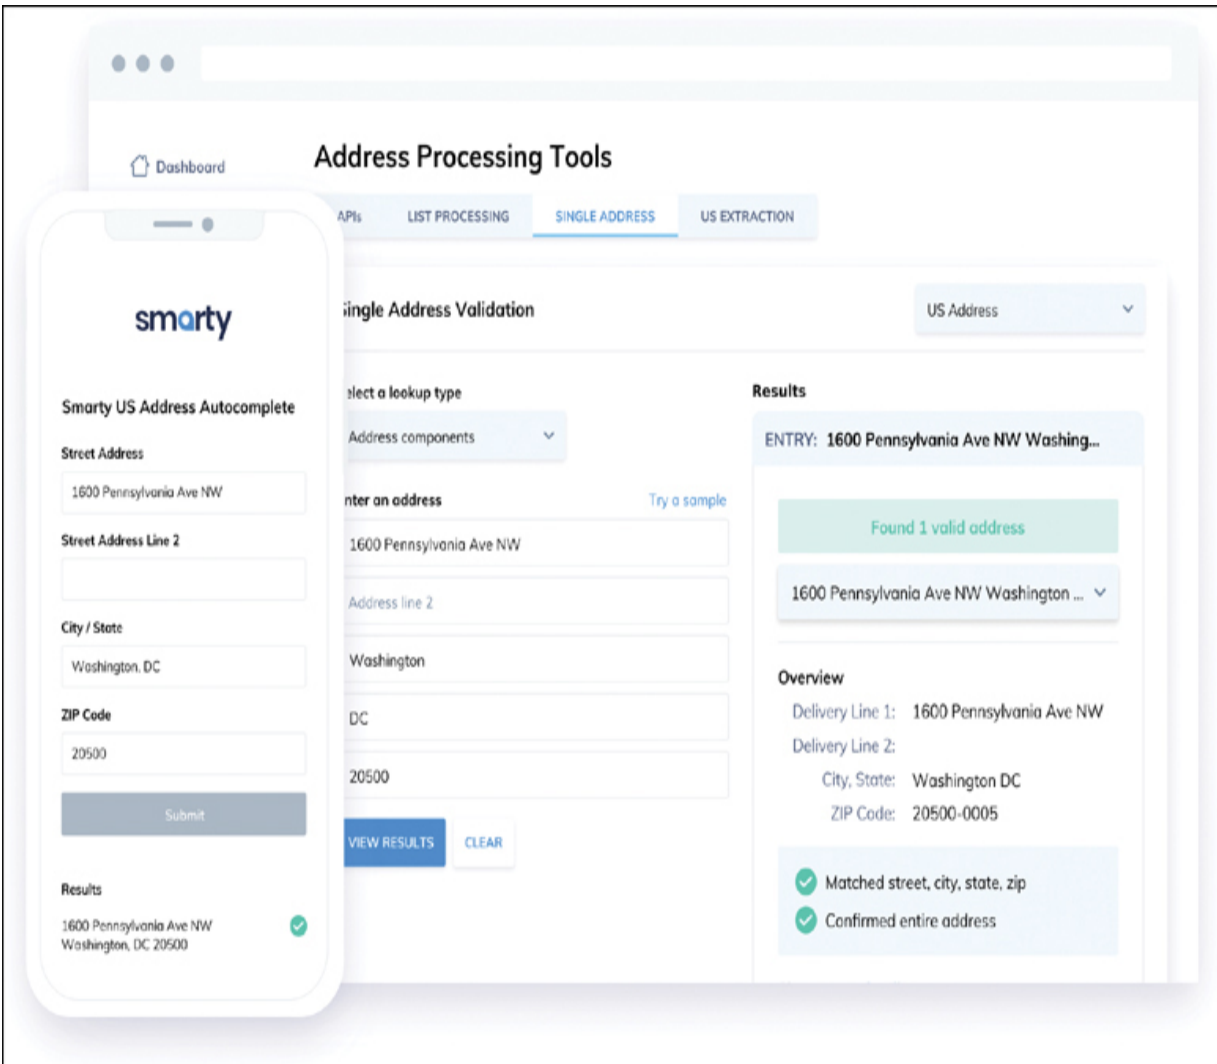 Dashboard
Address Processing Tools
APIs
LIST PROCESSING
SINGLE ADDRESS
US EXTRACTION
ingle Address Validation
US Address
elect a lookup type
Address components
nter an address
Try a sample
1600 Pennsylvania Ave NW
Address line 2
Washington
DC
20500
VIEW RESULTS
CLEAR
Results
ENTRY: 1600 Pennsylvania Ave NW Washing...
Found 1 valid address
1600 Pennsylvania Ave NW Washington ...
Overview
Delivery Line 1: 1600 Pennsylvania Ave NW
Delivery Line 2:
City, State: Washington DC
ZIP Code: 20500-0005
Matched street, city, state, zip
Confirmed entire address
smarty
Smarty US Address Autocomplete
Street Address
1600 Pennsylvania Ave NW
Street Address Line 2
City / State
Washington, DC
ZIP Code
20500
Submit
Results
1600 Pennsylvania Ave NW
Washington, DC 20500